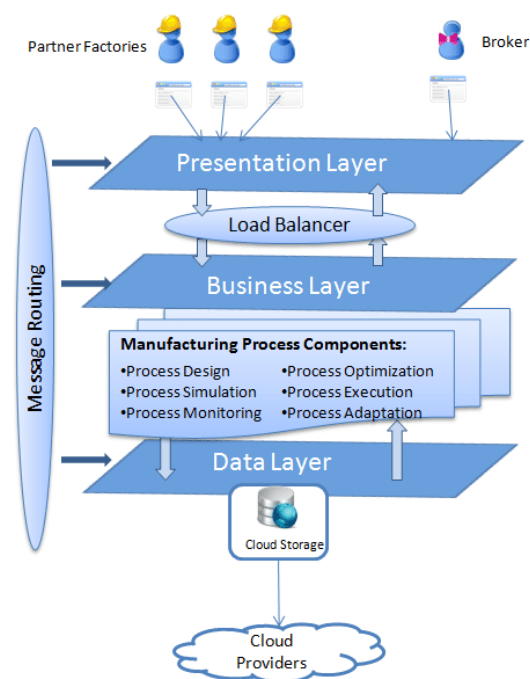 Partner Factories
Broker
Presentation Layer
Load Balancer
Business Layer
Message Routing
Manufacturing Process Components:
•Process Design •Process Optimization
•Process Simulation •Process Execution
•Process Monitoring •Process Adaptation
Data Layer
Cloud Storage
Cloud
Providers